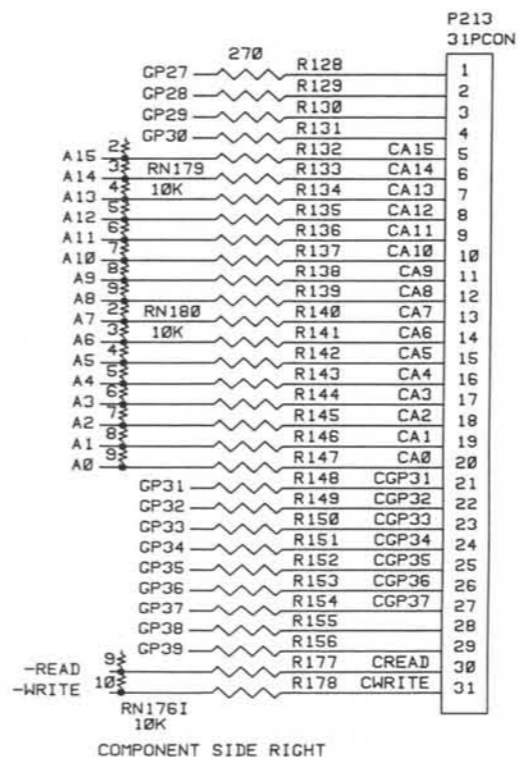 P213
31PCON
270
GP27 R128 1
GP28 R129 2
GP29 R130 3
GP30 R131 4
A15 2 R132 CA15 5
A14 3 RN179 R133 CA14 6
A13 4 10K R134 CA13 7
A12 5 R135 CA12 8
A11 6 R136 CA11 9
A10 7 R137 CA10 10
A9 8 R138 CA9 11
A8 9 R139 CA8 12
A7 2 RN180 R140 CA7 13
A6 3 10K R141 CA6 14
A5 4 R142 CA5 15
A4 5 R143 CA4 16
A3 6 R144 CA3 17
A2 7 R145 CA2 18
A1 8 R146 CA1 19
A0 9 R147 CA0 20
GP31 R148 CGP31 21
GP32 R149 CGP32 22
GP33 R150 CGP33 23
GP34 R151 CGP34 24
GP35 R152 CGP35 25
GP36 R153 CGP36 26
GP37 R154 CGP37 27
GP38 R155 28
GP39 R156 29
-READ 9 R177 CREAD 30
-WRITE 10 R178 CWRITE 31
RN176I
10K
COMPONENT SIDE RIGHT